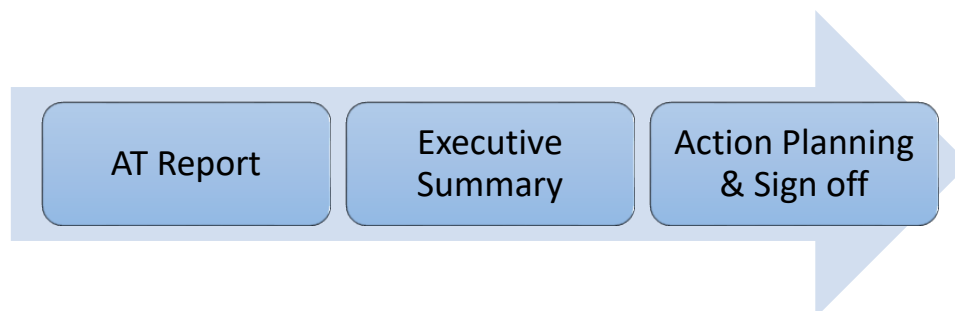 AT Report
Executive
Summary
Action Planning
& Sign off